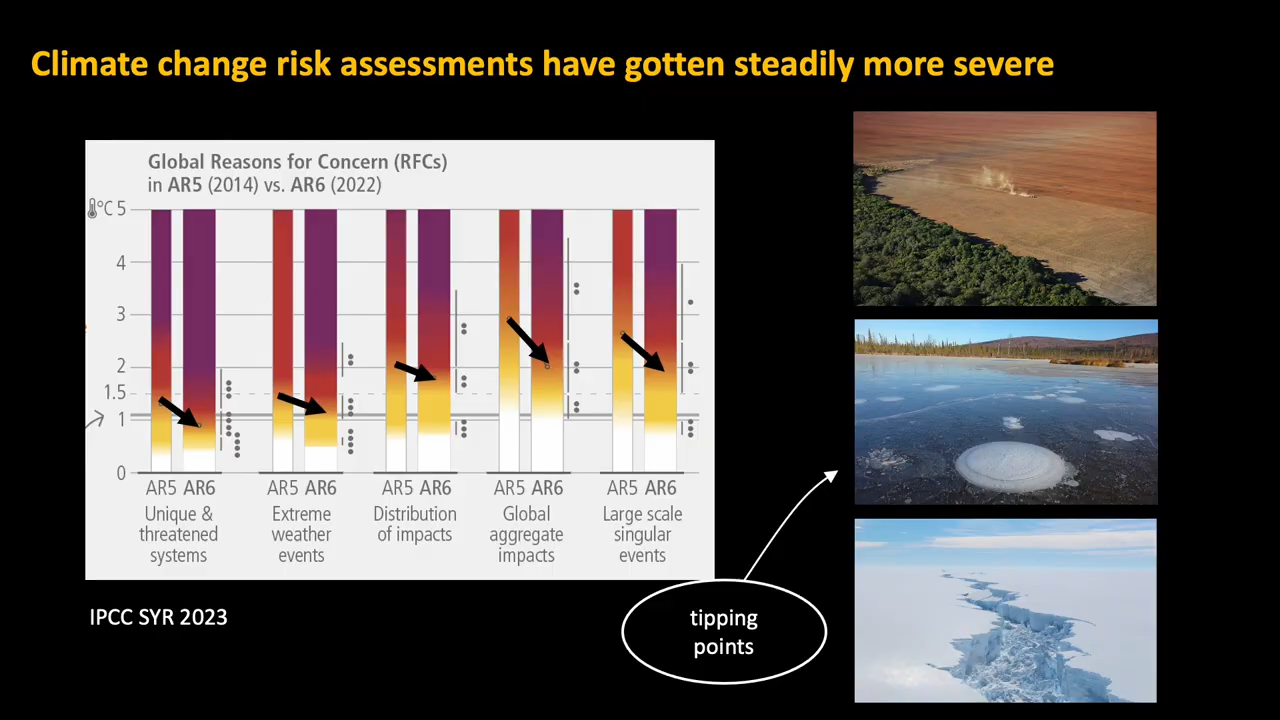 Climate change risk assessments have gotten steadily more severe
Global Reasons for Concern (RFCs)
in AR5 (2014) vs. AR6 (2022)
°C 5
4
3
2
1.5
1
0
AR5 AR6 AR5 AR6 AR5 AR6 AR5 AR6 AR5 AR6
Unique &
threatened
systems
Extreme
weather
events
Distribution
of impacts
Global
aggregate
impacts
Large scale
singular
events
IPCC SYR 2023
tipping
points